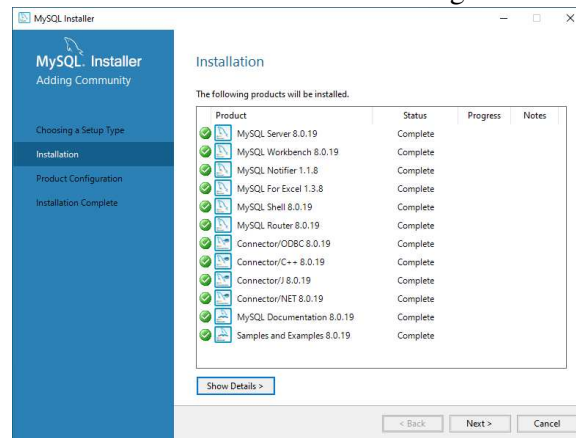 MySQL Installer
MySQL. Installer
Adding Community
Choosing a Setup Type
Installation
Product Configuration
Installation Complete
Installation
The following products will be installed.
Product Status Progress Notes
MySQL Server 8.0.19 Complete
MySQL Workbench 8.0.19 Complete
MySQL Notifier 1.1.8 Complete
MySQL For Excel 1.3.8 Complete
MySQL Shell 8.0.19 Complete
MySQL Router 8.0.19 Complete
Connector/ODBC 8.0.19 Complete
Connector/C++ 8.0.19 Complete
Connector/J 8.0.19 Complete
Connector/NET 8.0.19 Complete
MySQL Documentation 8.0.19 Complete
Samples and Examples 8.0.19 Complete
Show Details >
< Back Next > Cancel